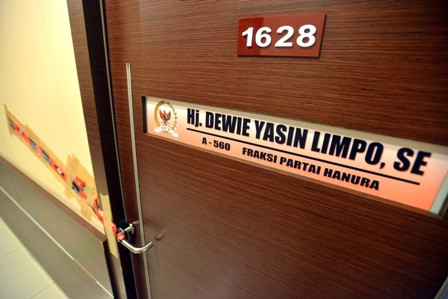 1628
Hj. DEWIE YASIN LIMPO, SE
A - 560 FRAKSI PARTAI HANURA